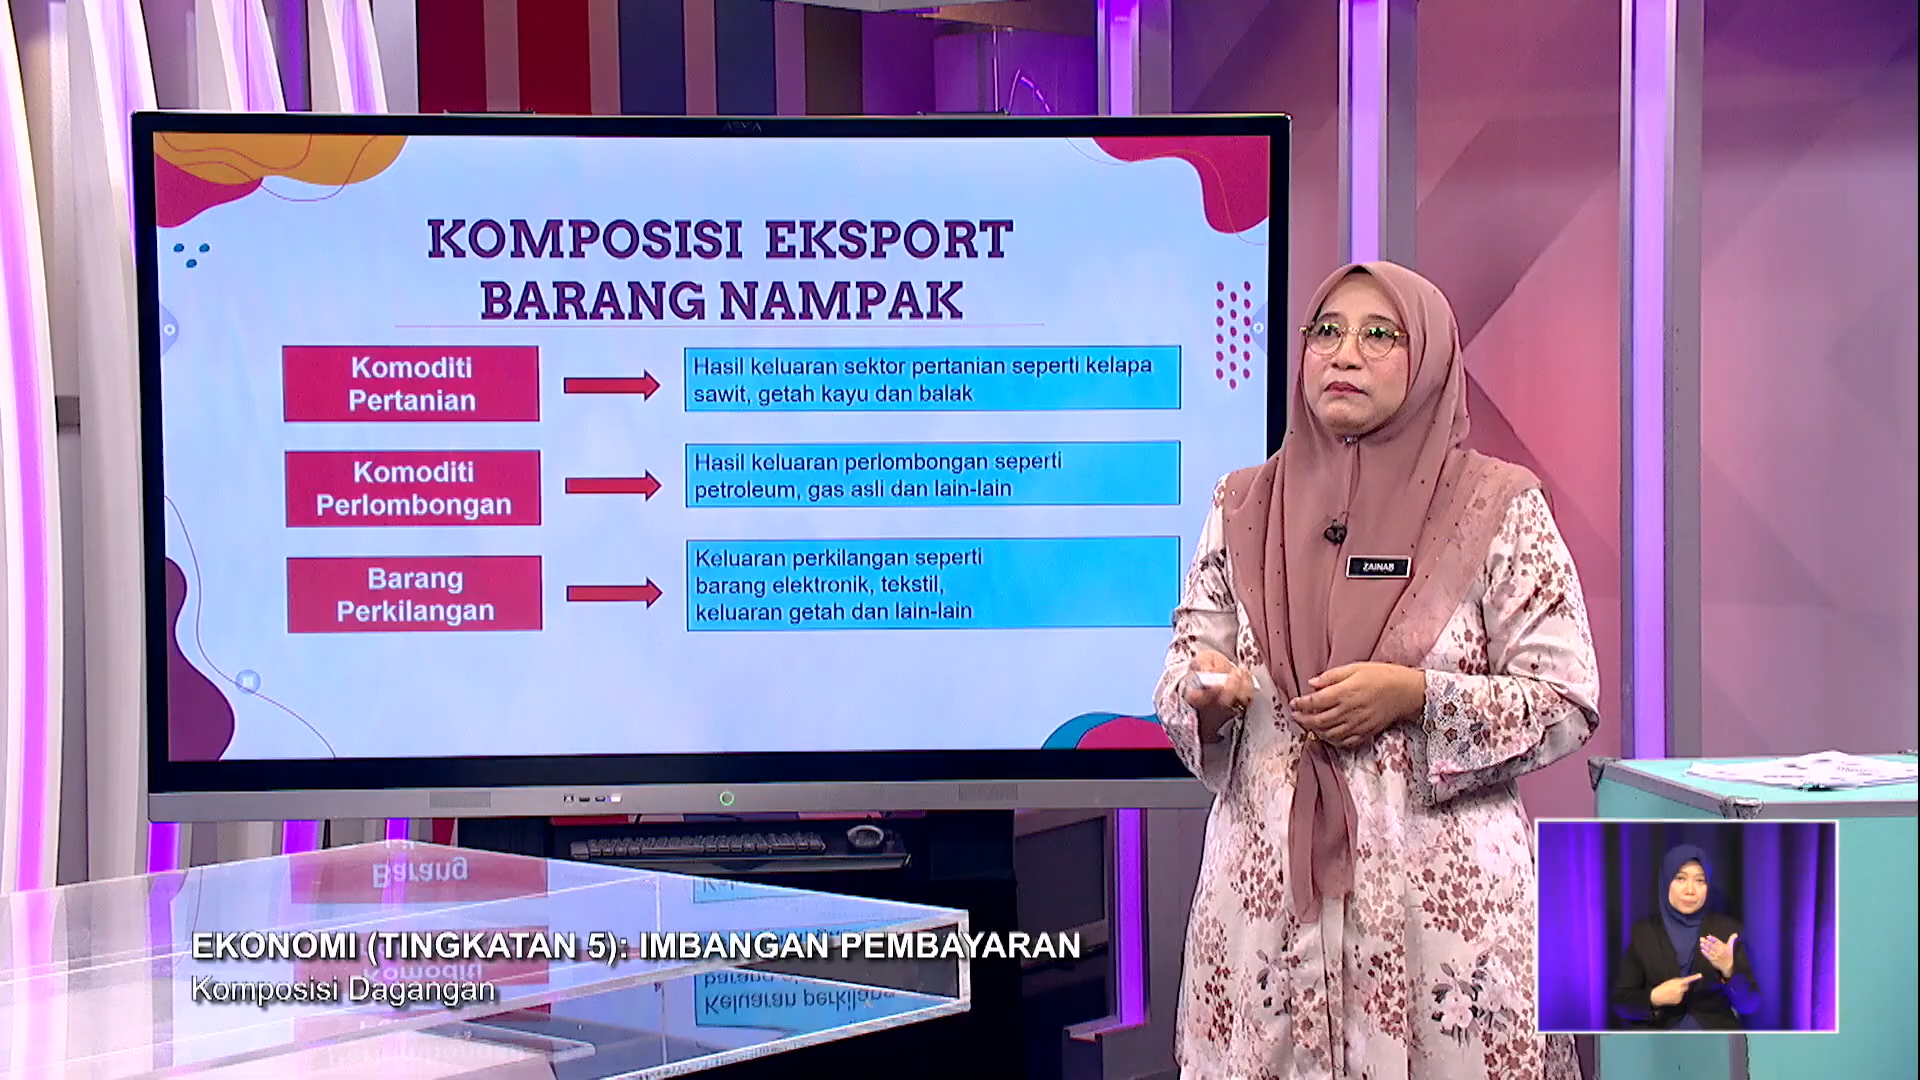 KOMPOSISI EKSPORT
BARANG NAMPAK
Komoditi
Pertanian
Hasil keluaran sektor pertanian seperti kelapa
sawit, getah kayu dan balak
Komoditi
Perlombongan
Hasil keluaran perlombongan seperti
petroleum, gas asli dan lain-lain
Barang
Perkilangan
Keluaran perkilangan seperti
barang elektronik, tekstil,
keluaran getah dan lain-lain
ZAINAB
EKONOMI (TINGKATAN 5): IMBANGAN PEMBAYARAN
Komposisi Dagangan